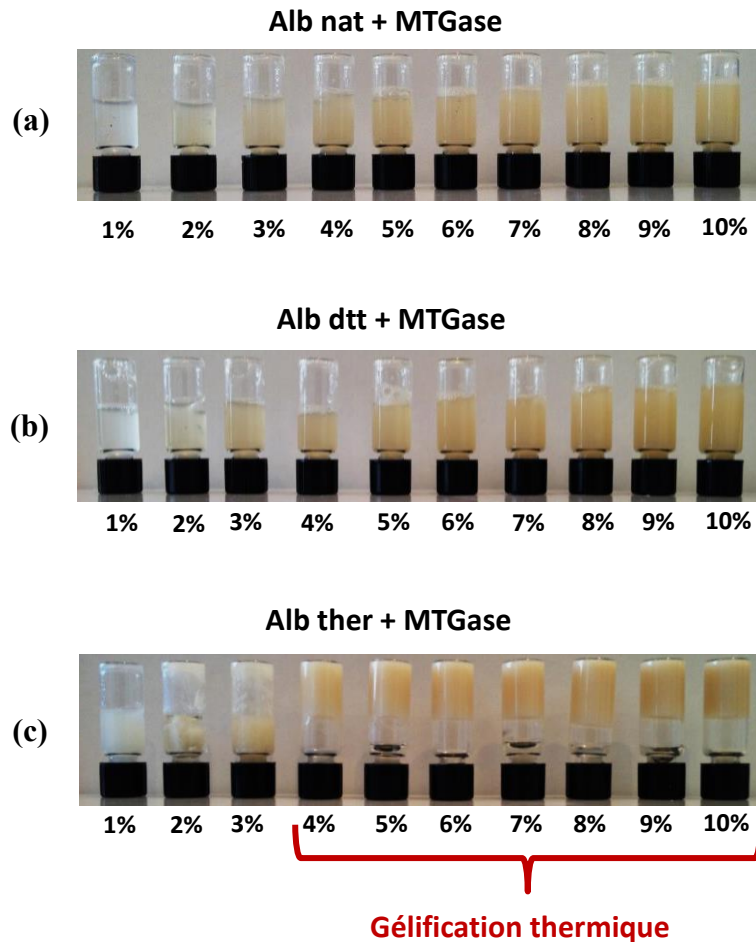 Alb nat + MTGase
(a)
1% 2% 3% 4% 5% 6% 7% 8% 9% 10%
Alb dtt + MTGase
(b)
1% 2% 3% 4% 5% 6% 7% 8% 9% 10%
Alb ther + MTGase
(c)
1% 2% 3% 4% 5% 6% 7% 8% 9% 10%
Gélification thermique